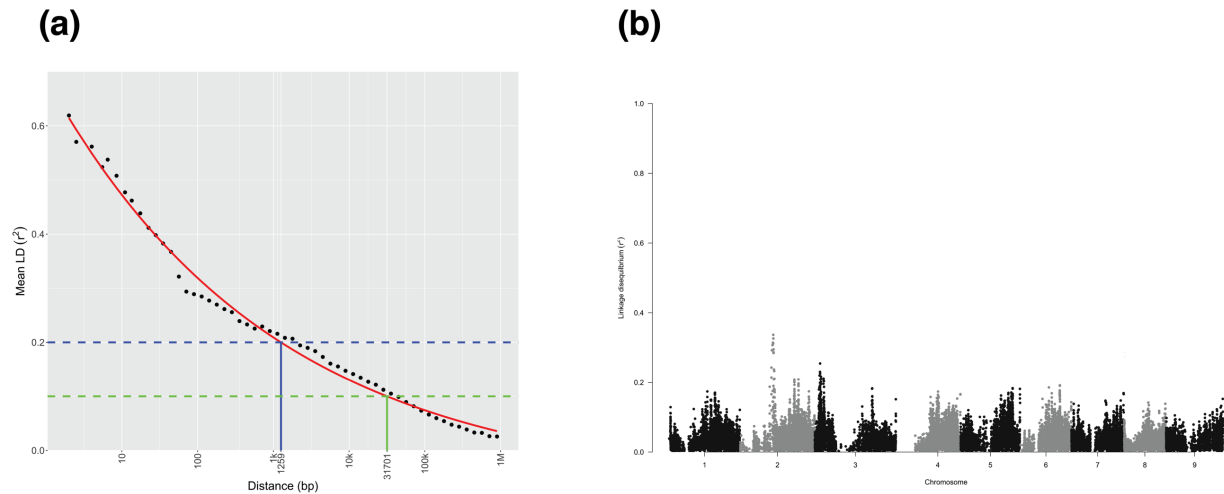 (a)
(b)
0.6
0.4
0.2
0.0
Mean LD (r²)
10
100
1k
1259
10k
31701
100k
1M
Distance (bp)
1.0
0.8
0.6
0.4
0.2
0.0
Linkage disequilibrium (r²)
1
2
3
4
5
6
7
8
9
Chromosome